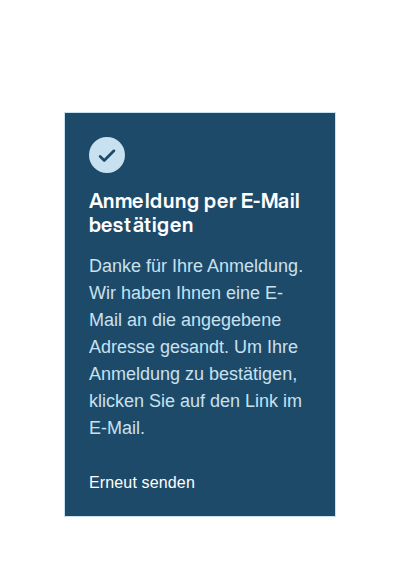 Anmeldung per E-Mail
bestätigen
Danke für Ihre Anmeldung.
Wir haben Ihnen eine E-
Mail an die angegebene
Adresse gesandt. Um Ihre
Anmeldung zu bestätigen,
klicken Sie auf den Link im
E-Mail.
Erneut senden